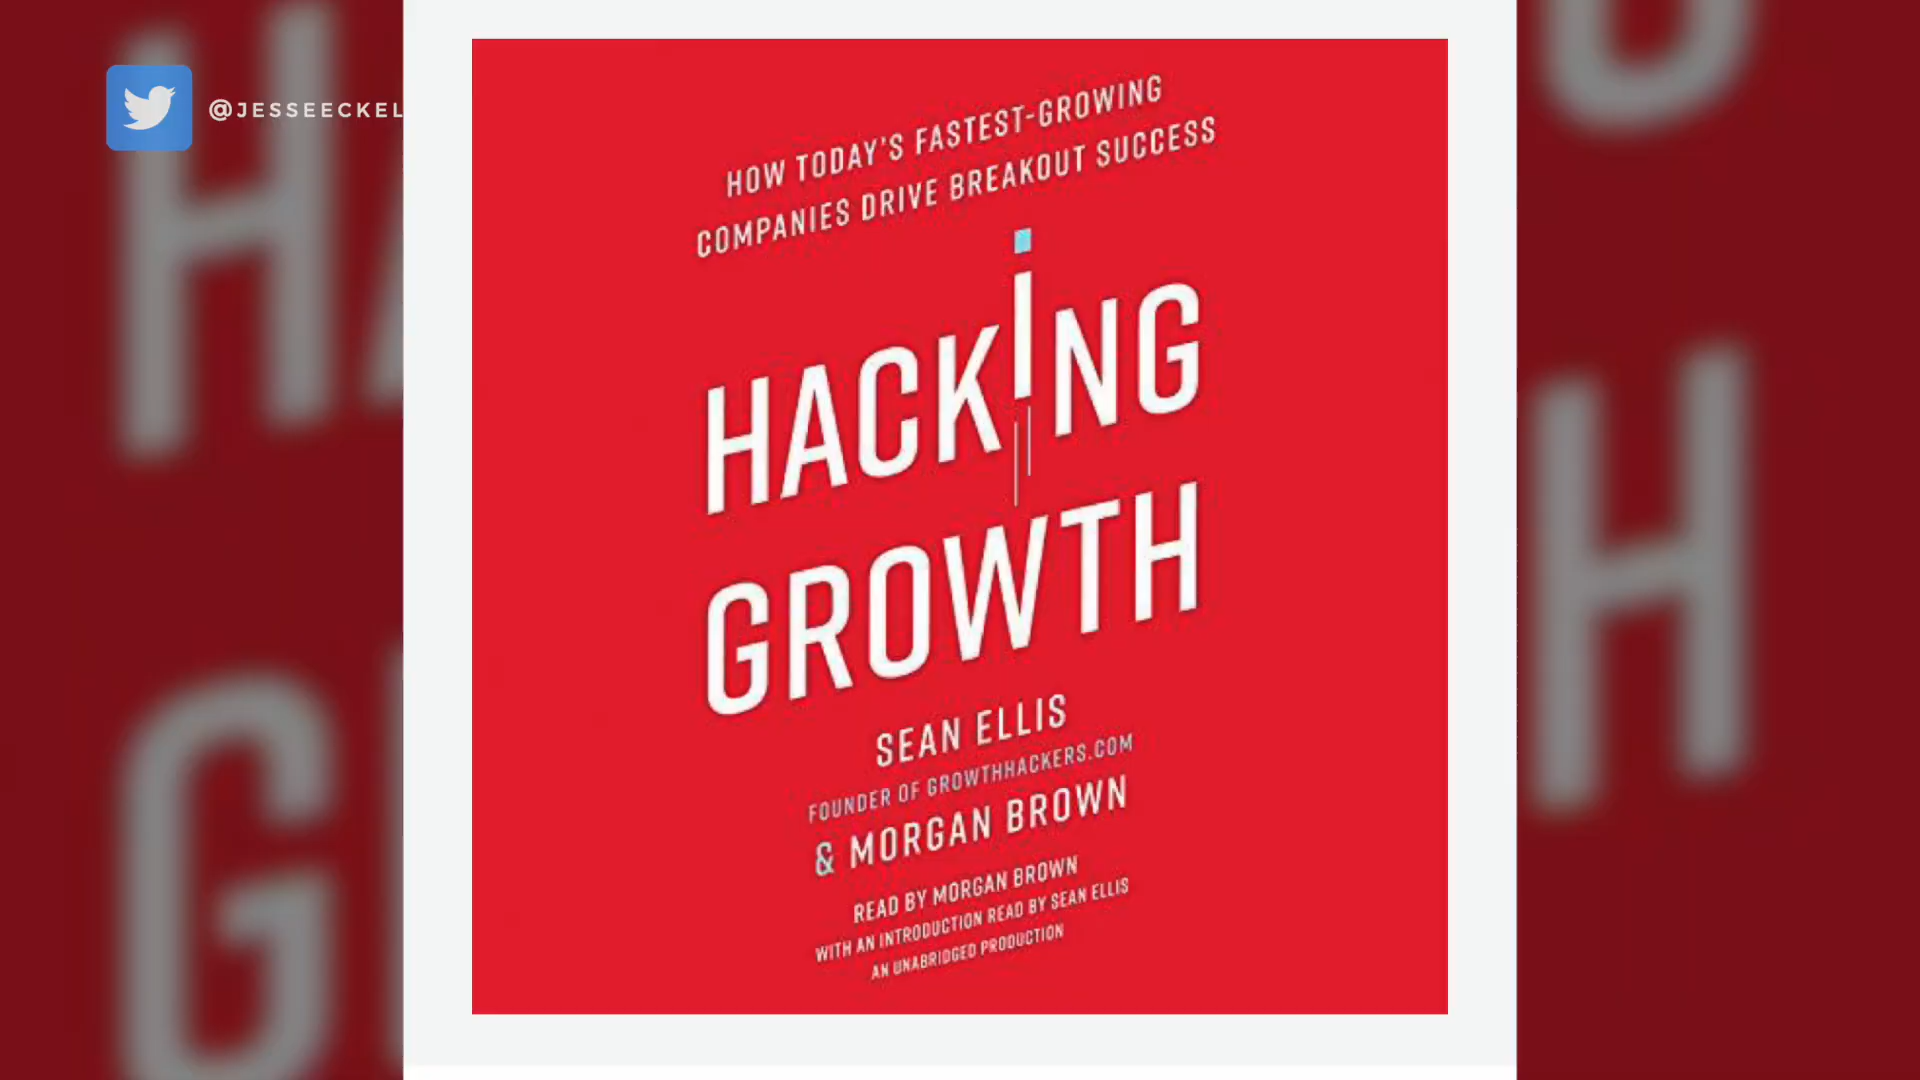 @JESSEECKEL
HOW TODAY'S FASTEST-GROWING
COMPANIES DRIVE BREAKOUT SUCCESS
HACKING
GROWTH
SEAN ELLIS
FOUNDER OF GROWTHHACKERS.COM
& MORGAN BROWN
READ BY MORGAN BROWN
WITH AN INTRODUCTION READ BY SEAN ELLIS
AN UNABRIDGED PRODUCTION